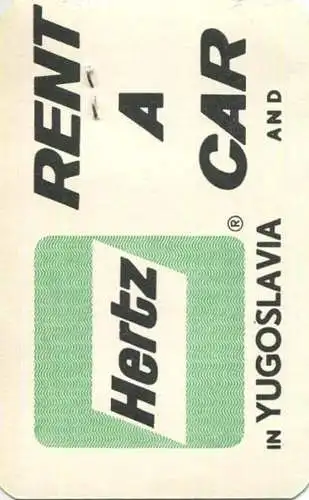 RENT
A
CAR
Hertz ®
IN YUGOSLAVIA AND